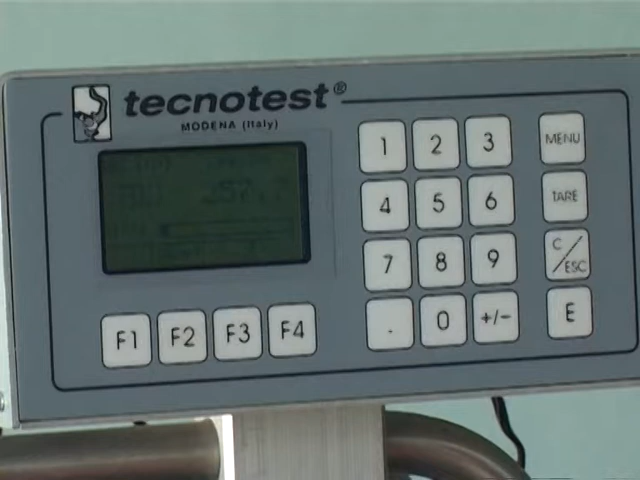 tecnotest®
MODENA (Italy)
1 2 3 MENU
4 5 6 TARE
7 8 9 C/ESC
. 0 +/- E
F1 F2 F3 F4